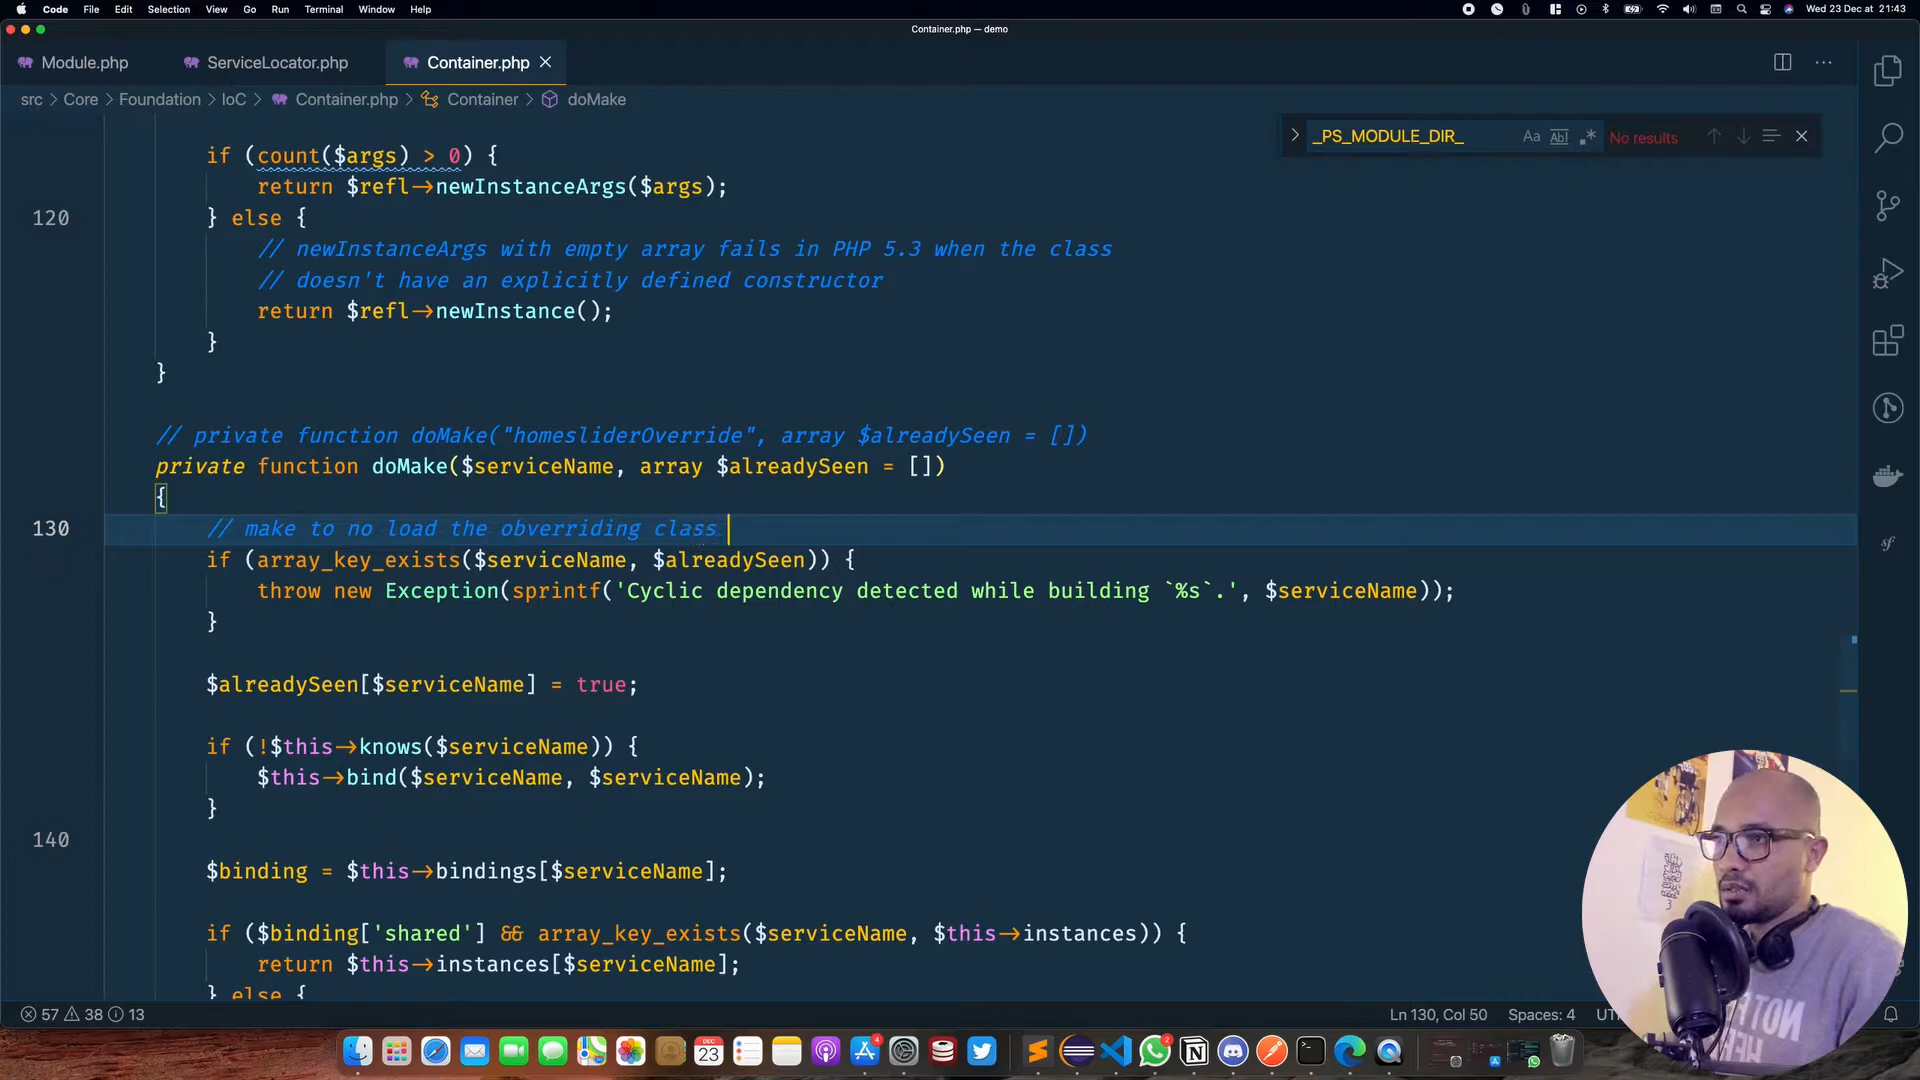 Code File Edit Selection View Go Run Terminal Window Help Wed 23 Dec at 21:43
Container.php — demo
Module.php ServiceLocator.php Container.php
src > Core > Foundation > IoC > Container.php > Container > doMake
_PS_MODULE_DIR_ Aa Abl .* No results
if (count($args) > 0) {
return $refl->newInstanceArgs($args);
120 } else {
// newInstanceArgs with empty array fails in PHP 5.3 when the class
// doesn't have an explicitly defined constructor
return $refl->newInstance();
}
}
// private function doMake("homesliderOverride", array $alreadySeen = [])
private function doMake($serviceName, array $alreadySeen = [])
{
130 // make to no load the obverriding class
if (array_key_exists($serviceName, $alreadySeen)) {
throw new Exception(sprintf('Cyclic dependency detected while building `%s`.', $serviceName));
}
$alreadySeen[$serviceName] = true;
if (!$this->knows($serviceName)) {
$this->bind($serviceName, $serviceName);
}
140
$binding = $this->bindings[$serviceName];
if ($binding['shared'] && array_key_exists($serviceName, $this->instances)) {
return $this->instances[$serviceName];
} else {
57 38 13 Ln 130, Col 50 Spaces: 4
DEC
23
4
2